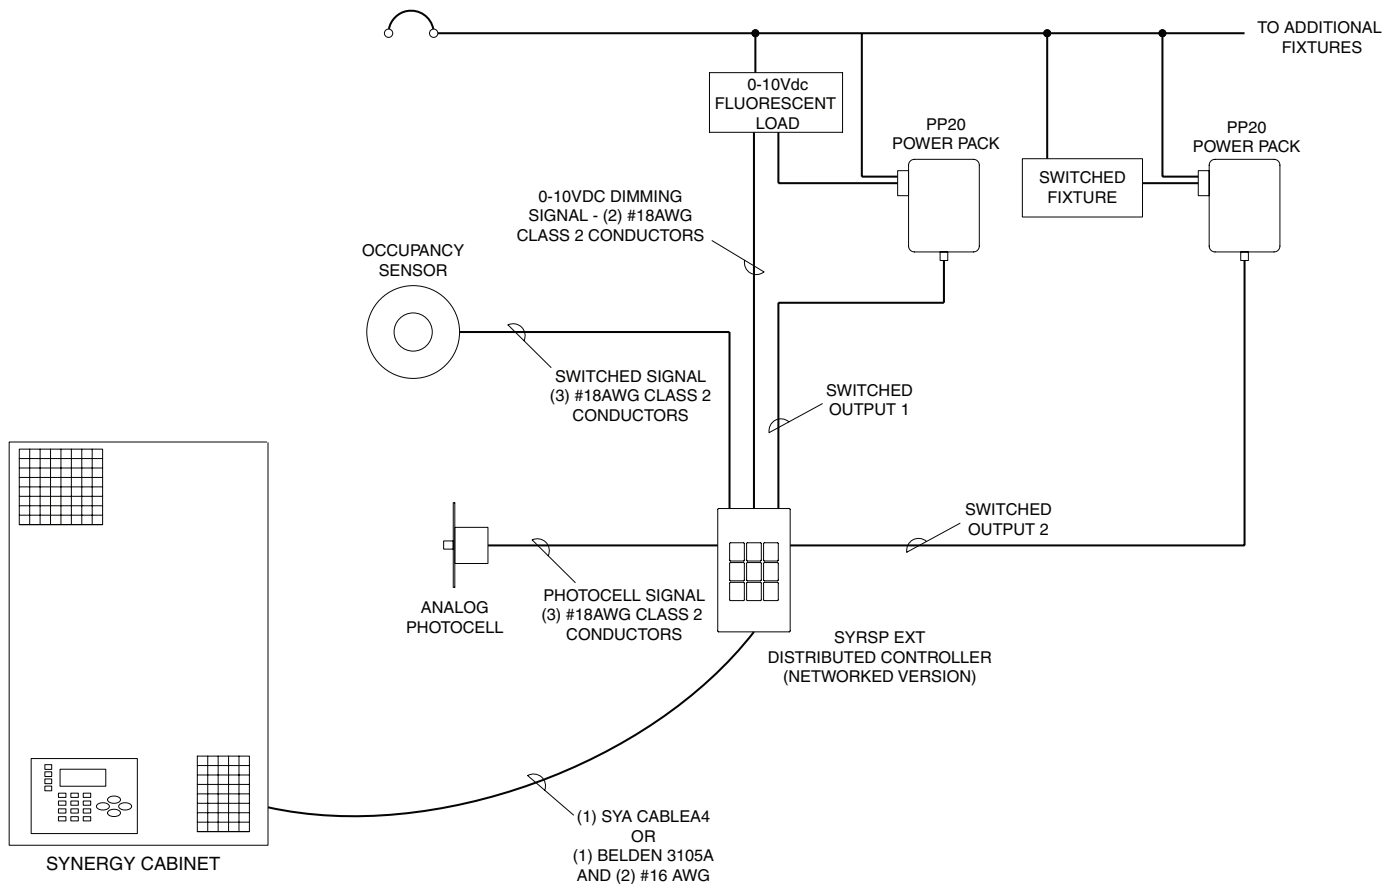 TO ADDITIONAL
FIXTURES
0-10Vdc
FLUORESCENT
LOAD
PP20
POWER PACK
PP20
POWER PACK
SWITCHED
FIXTURE
0-10VDC DIMMING
SIGNAL - (2) #18AWG
CLASS 2 CONDUCTORS
OCCUPANCY
SENSOR
SWITCHED SIGNAL
(3) #18AWG CLASS 2
CONDUCTORS
SWITCHED
OUTPUT 1
SWITCHED
OUTPUT 2
ANALOG
PHOTOCELL
PHOTOCELL SIGNAL
(3) #18AWG CLASS 2
CONDUCTORS
SYRSP EXT
DISTRIBUTED CONTROLLER
(NETWORKED VERSION)
(1) SYA CABLEA4
OR
(1) BELDEN 3105A
AND (2) #16 AWG
SYNERGY CABINET